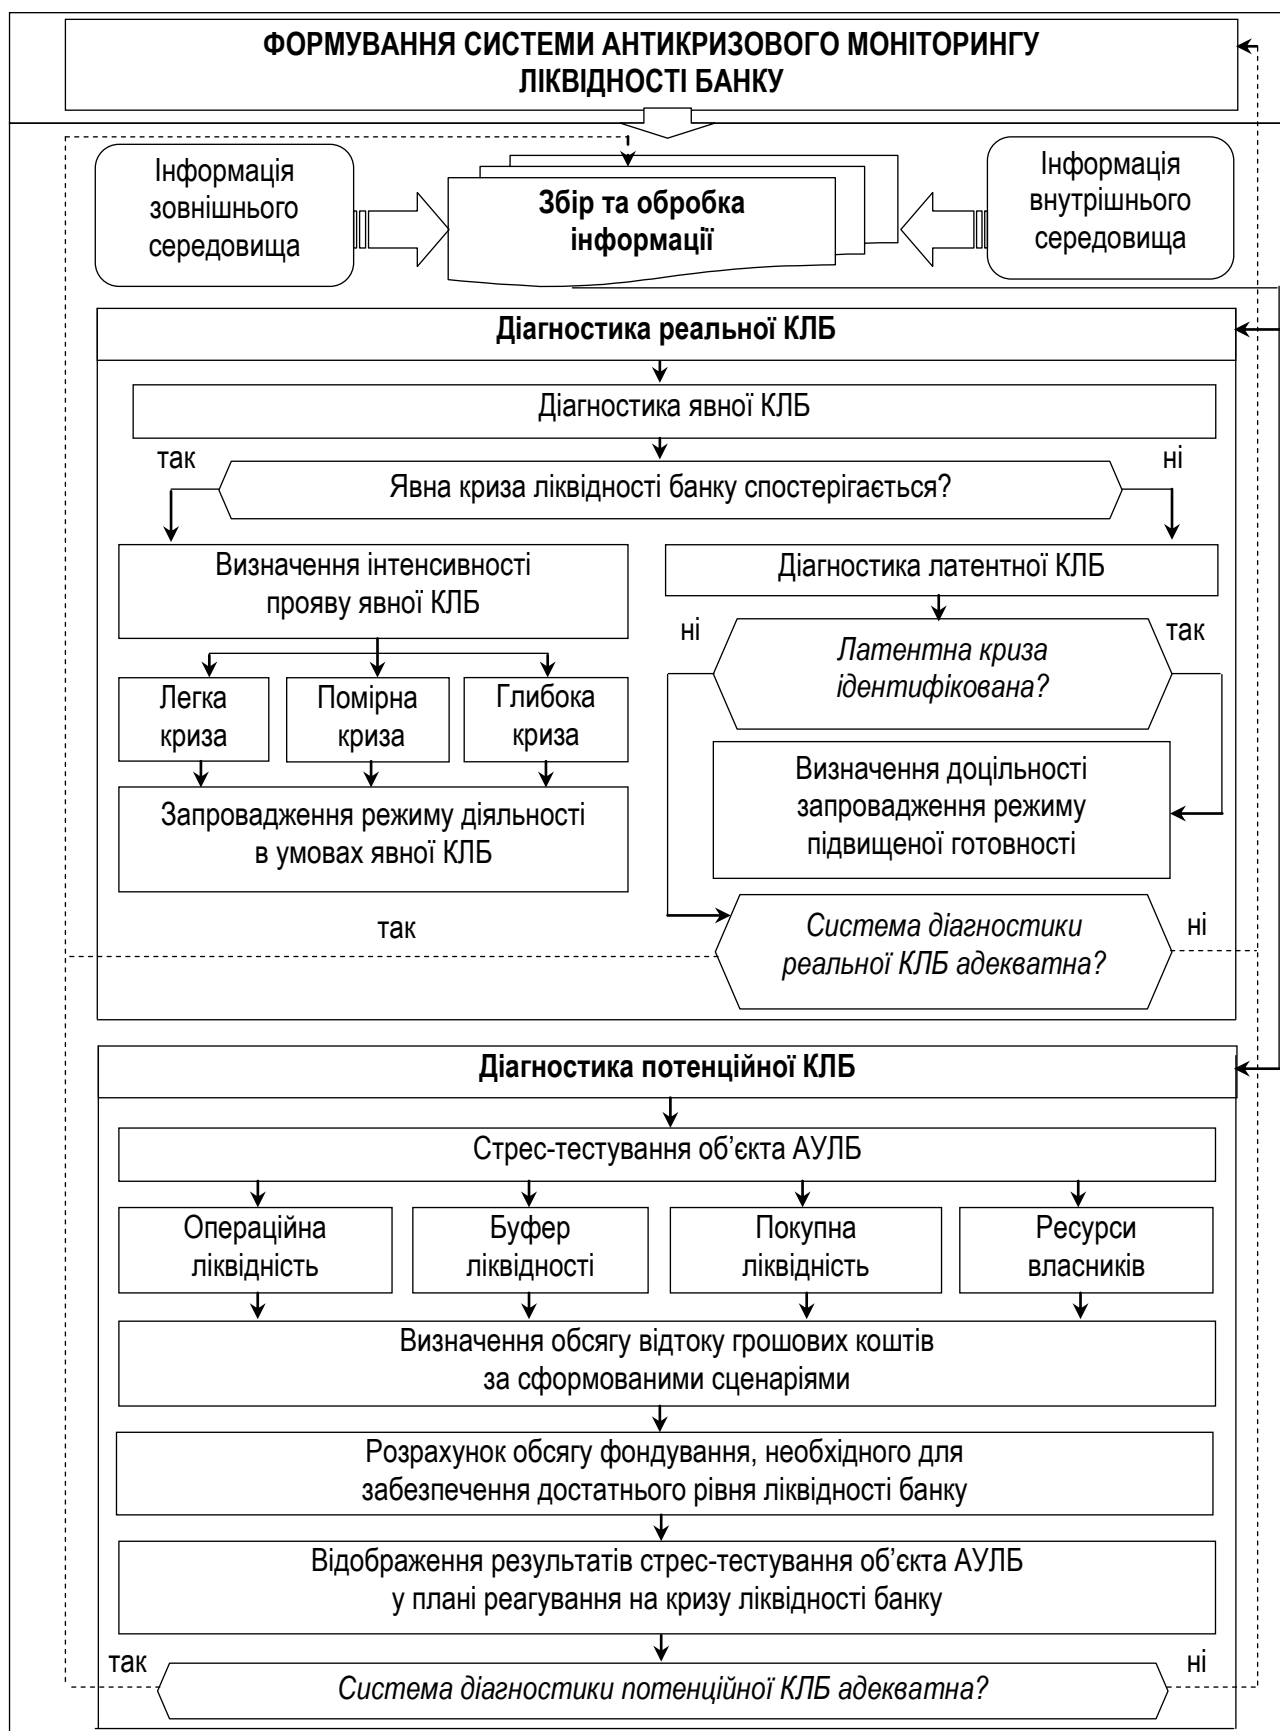 ФОРМУВАННЯ СИСТЕМИ АНТИКРИЗОВОГО МОНІТОРИНГУ
ЛІКВІДНОСТІ БАНКУ
Інформація
зовнішнього
середовища
Збір та обробка
інформації
Інформація
внутрішнього
середовища
Діагностика реальної КЛБ
Діагностика явної КЛБ
так
ні
Явна криза ліквідності банку спостерігається?
Визначення інтенсивності
прояву явної КЛБ
Діагностика латентної КЛБ
ні
так
Латентна криза
ідентифікована?
Легка
криза
Помірна
криза
Глибока
криза
Визначення доцільності
запровадження режиму
підвищеної готовності
Запровадження режиму діяльності
в умовах явної КЛБ
так
ні
Система діагностики
реальної КЛБ адекватна?
Діагностика потенційної КЛБ
Стрес-тестування об’єкта АУЛБ
Операційна
ліквідність
Буфер
ліквідності
Покупна
ліквідність
Ресурси
власників
Визначення обсягу відтоку грошових коштів
за сформованими сценаріями
Розрахунок обсягу фондування, необхідного для
забезпечення достатнього рівня ліквідності банку
Відображення результатів стрес-тестування об’єкта АУЛБ
у плані реагування на кризу ліквідності банку
так
ні
Система діагностики потенційної КЛБ адекватна?